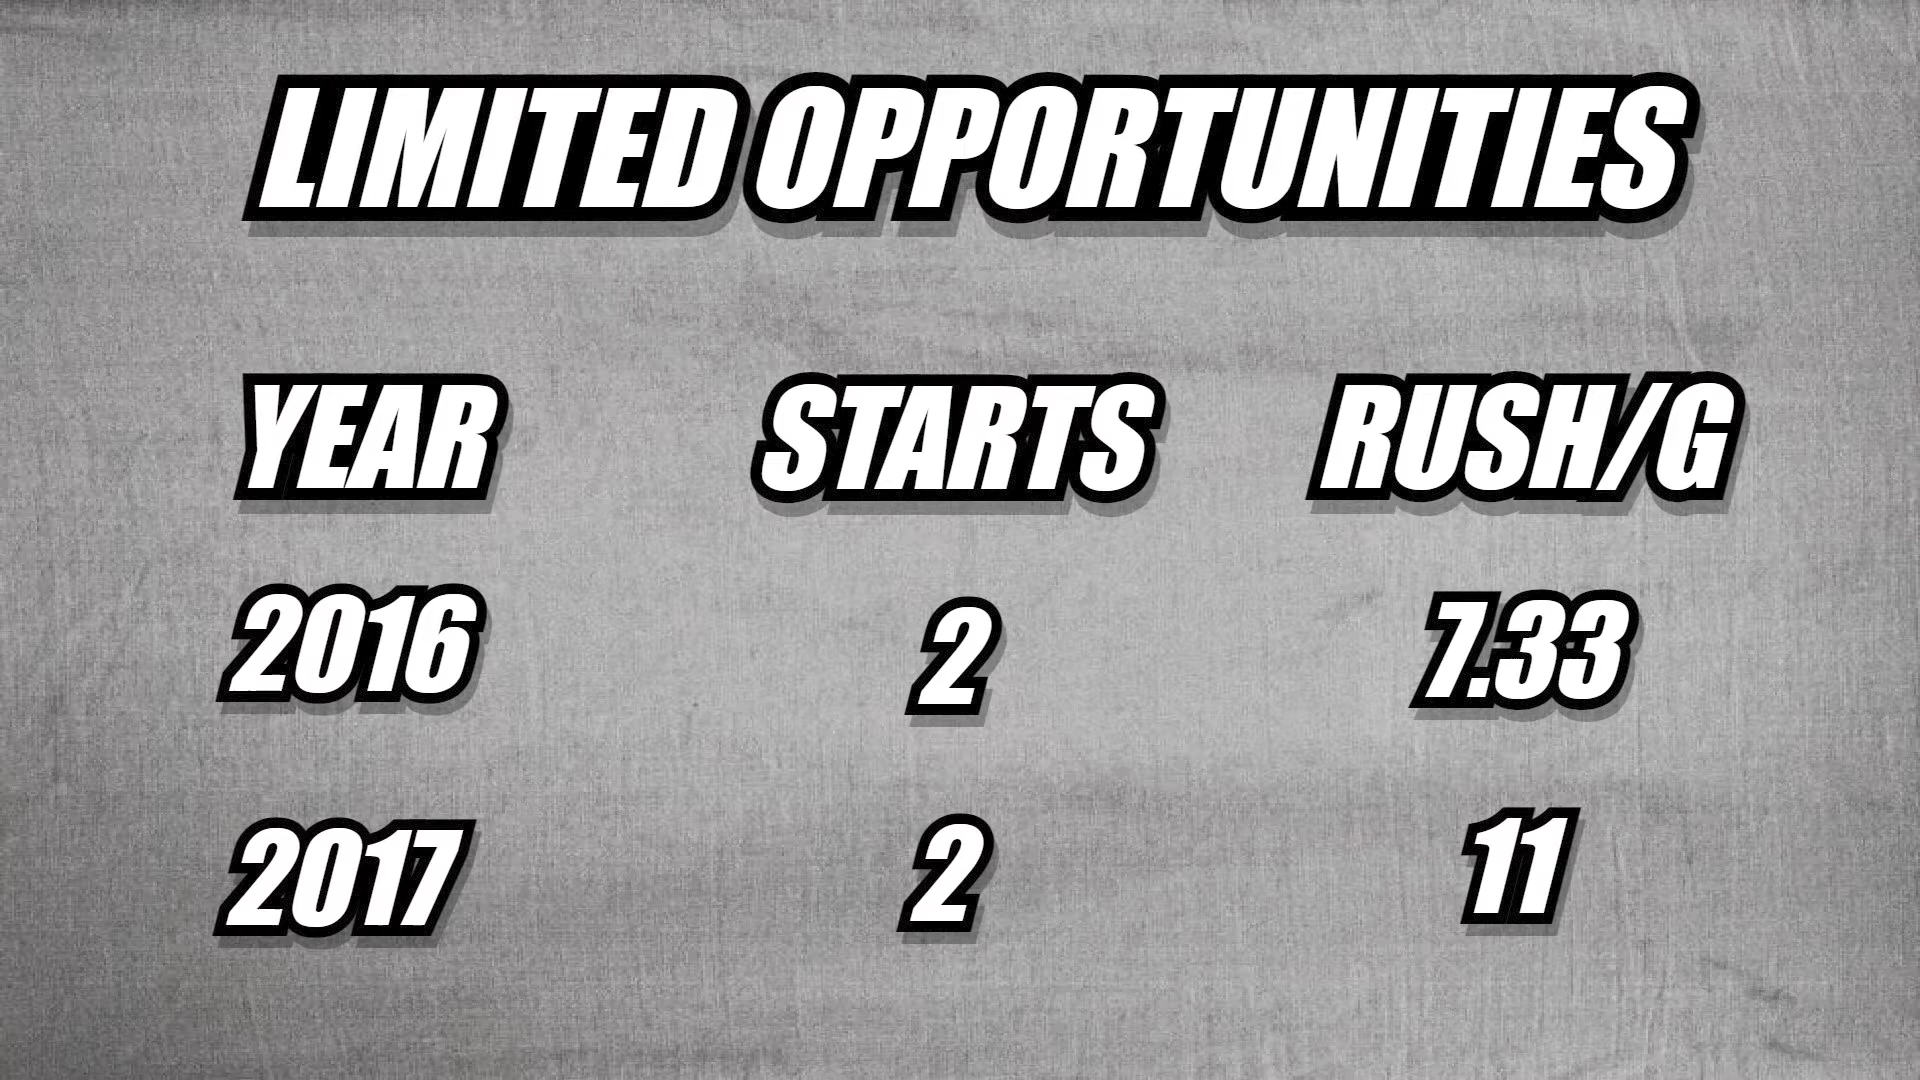 LIMITED OPPORTUNITIES
YEAR STARTS RUSH/G
2016 2 7.33
2017 2 11